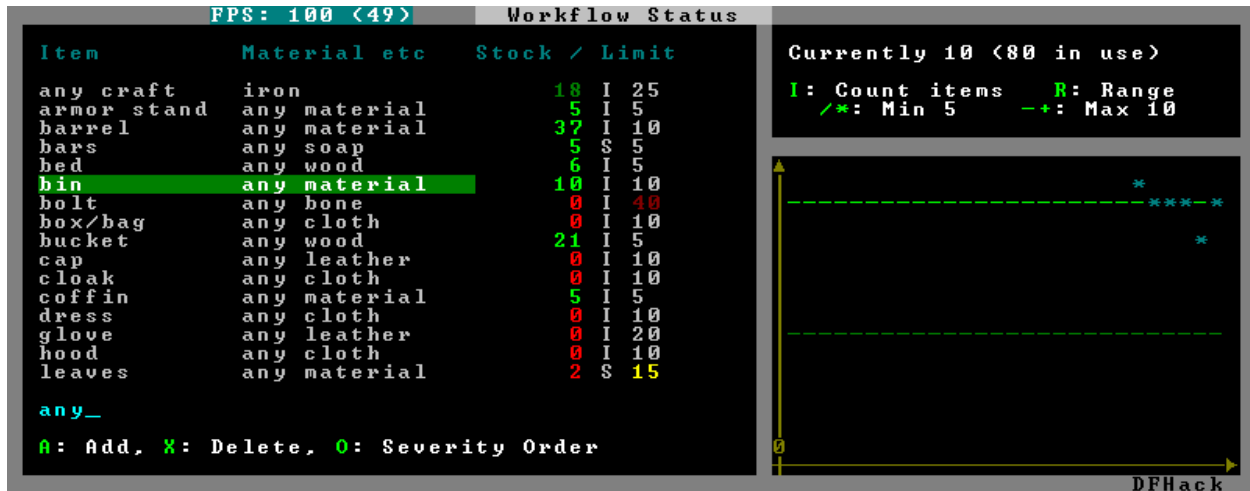 FPS: 100 (49) Workflow Status
Item Material etc Stock / Limit
any craft iron 18 I 25
armor stand any material 5 I 5
barrel any material 37 I 10
bars any soap 5 S 5
bed any wood 6 I 5
bin any material 10 I 10
bolt any bone 0 I 40
box/bag any cloth 0 I 10
bucket any wood 21 I 5
cap any leather 0 I 10
cloak any cloth 0 I 10
coffin any material 5 I 5
dress any cloth 0 I 10
glove any leather 0 I 20
hood any cloth 0 I 10
leaves any material 2 S 15
any_
A: Add, X: Delete, O: Severity Order
Currently 10 (80 in use)
I: Count items R: Range
/*: Min 5 -+: Max 10
0
DFHack